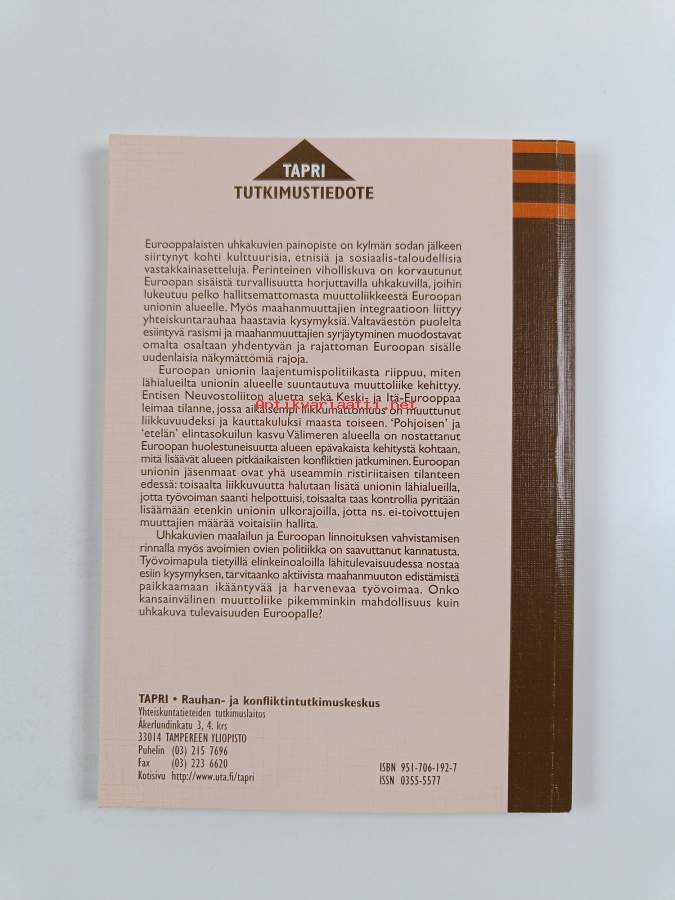 TAPRI
TUTKIMUSTIEDOTE
Eurooppalaisten uhkakuvien painopiste on kylmän sodan jälkeen
siirtynyt kohti kulttuurisia, etnisiä ja sosiaalis-taloudellisia
vastakkainasetteluja. Perinteinen viholliskuva on korvautunut
Euroopan sisäistä turvallisuutta horjuttavilla uhkakuvilla, joihin
lukeutuu pelko hallitsemattomasta muuttoliikkeestä Euroopan
unionin alueelle. Myös maahanmuuttajien integraatioon liittyy
yhteiskuntarauhaa haastavia kysymyksiä. Valtaväestön puolelta
esiintyvä rasismi ja maahanmuuttajien syrjäytyminen muodostavat
omalta osaltaan yhdentyvän ja rajattoman Euroopan sisälle
uudenlaisia näkymättömiä rajoja.
Euroopan unionin laajentumispolitiikasta riippuu, miten
lähialueilta unionin alueelle suuntautuva muuttoliike kehittyy.
Entisen Neuvostoliiton aluetta sekä Keski- ja Itä-Eurooppaa
antikvariaatti.net
leimaa tilanne, jossa aikaisempi liikkumattomuus on muuttunut
liikkuvuudeksi ja kauttakuluksi maasta toiseen. 'Pohjoisen' ja
'etelän' elintasokuilun kasvu Välimeren alueella on nostattanut
Euroopan huolestuneisuutta alueen epävakaista kehitystä kohtaan,
mitä lisäävät alueen pitkäaikaisten konfliktien jatkuminen. Euroopan
unionin jäsenmaat ovat yhä useammin ristiriitaisen tilanteen
edessä: toisaalta liikkuvuutta halutaan lisätä unionin lähialueilla,
jotta työvoiman saanti helpottuisi, toisaalta taas kontrollia pyritään
lisäämään etenkin unionin ulkorajoilla, jotta ns. ei-toivottujen
muuttajien määrää voitaisiin hallita.
Uhkakuvien maalailun ja Euroopan linnoituksen vahvistamisen
rinnalla myös avoimien ovien politiikka on saavuttanut kannatusta.
Työvoimapula tietyillä elinkeinoaloilla lähitulevaisuudessa nostaa
esiin kysymyksen, tarvitaanko aktiivista maahanmuuton edistämistä
paikkaamaan ikääntyvää ja harvenevaa työvoimaa. Onko
kansainvälinen muuttoliike pikemminkin mahdollisuus kuin
uhkakuva tulevaisuuden Euroopalle?
TAPRI • Rauhan- ja konfliktintutkimuskeskus
Yhteiskuntatieteiden tutkimuslaitos
Åkerlundinkatu 3, 4. krs
33014 TAMPEREEN YLIOPISTO
Puhelin (03) 215 7696
Fax (03) 223 6620
Kotisivu http://www.uta.fi/tapri
ISBN 951-706-192-7
ISSN 0355-5577